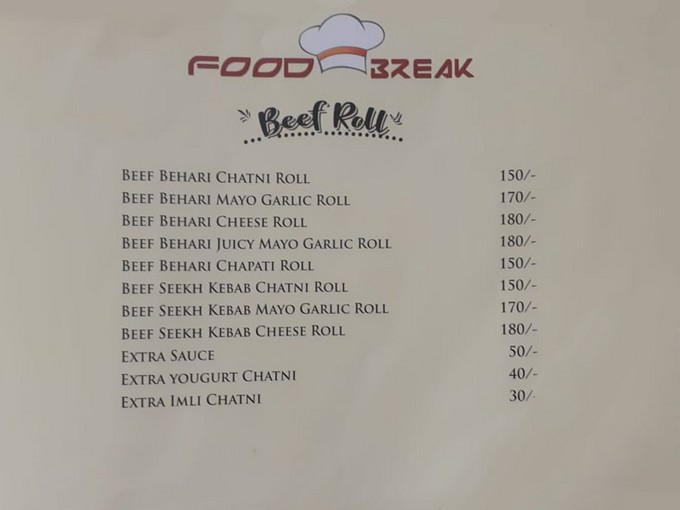 FOOD BREAK
Beef Roll
BEEF BEHARI CHATNI ROLL 150/-
BEEF BEHARI MAYO GARLIC ROLL 170/-
BEEF BEHARI CHEESE ROLL 180/-
BEEF BEHARI JUICY MAYO GARLIC ROLL 180/-
BEEF BEHARI CHAPATI ROLL 150/-
BEEF SEEKH KEBAB CHATNI ROLL 150/-
BEEF SEEKH KEBAB MAYO GARLIC ROLL 170/-
BEEF SEEKH KEBAB CHEESE ROLL 180/-
EXTRA SAUCE 50/-
EXTRA YOUGURT CHATNI 40/-
EXTRA IMLI CHATNI 30/-